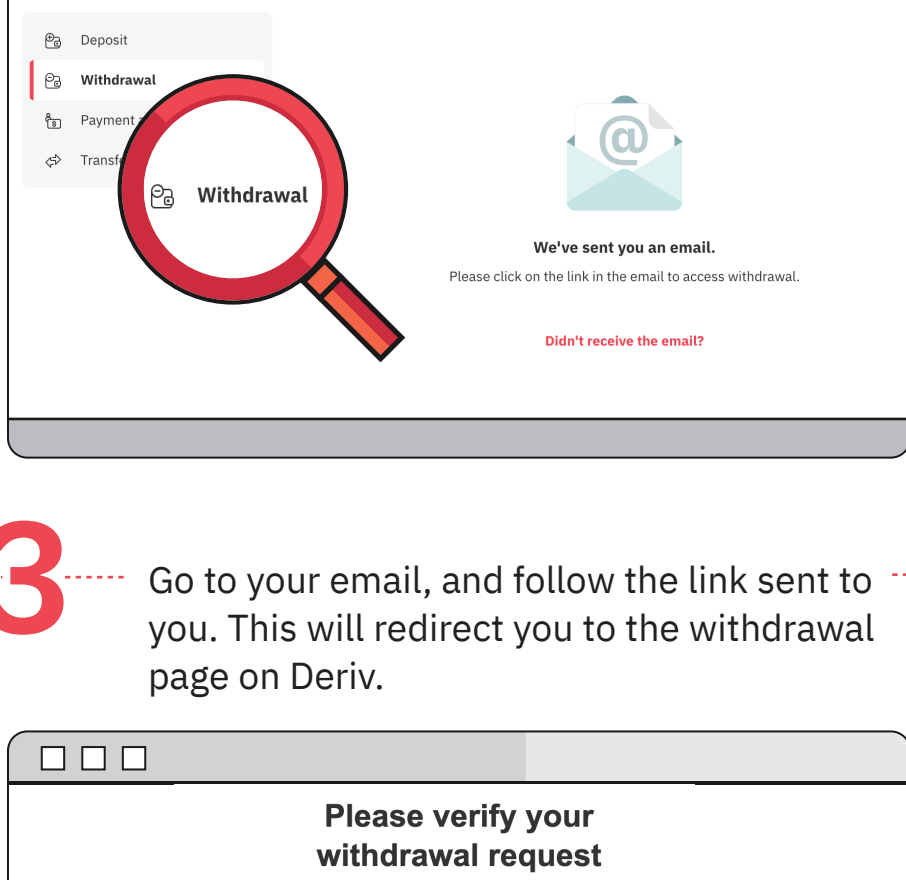 Deposit
Withdrawal
Payment
Transfe
Withdrawal
@
We've sent you an email.
Please click on the link in the email to access withdrawal.
Didn't receive the email?
3
Go to your email, and follow the link sent to
you. This will redirect you to the withdrawal
page on Deriv.
Please verify your
withdrawal request